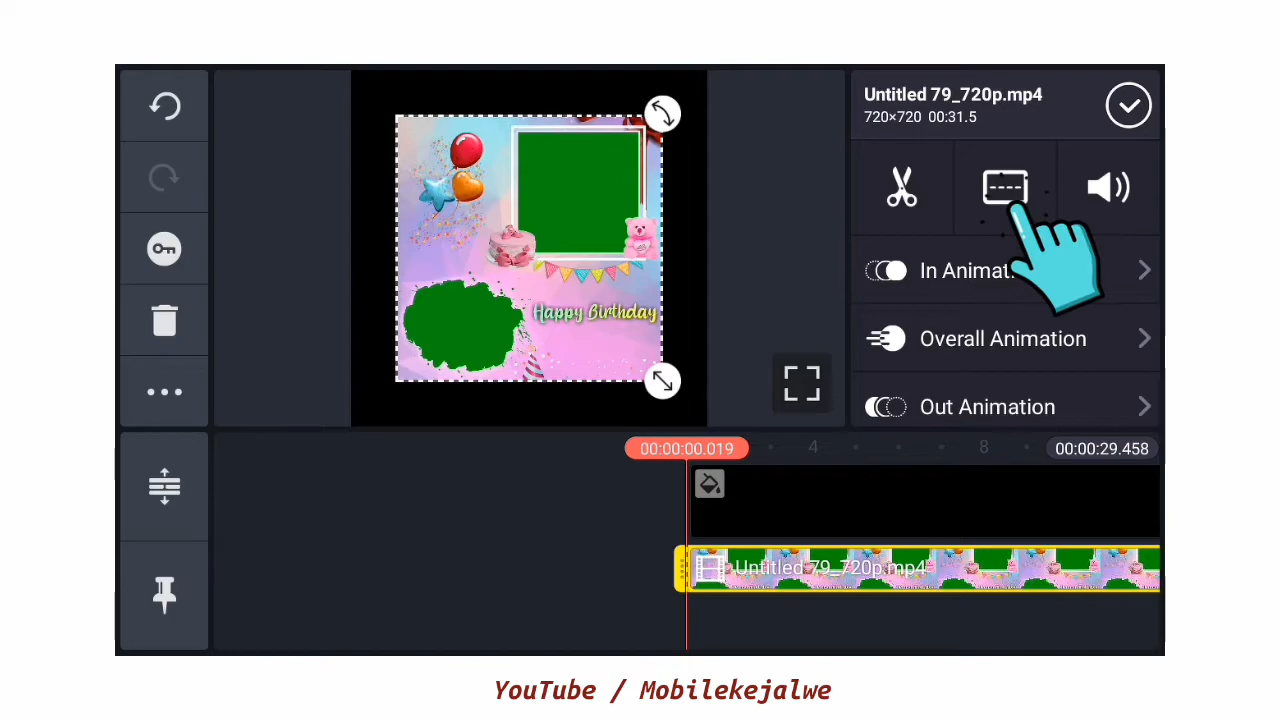 Untitled 79_720p.mp4
720×720 00:31.5
In Animat
Overall Animation
Out Animation
Happy Birthday
00:00:00.019
4
8
00:00:29.458
Untitled 79_720p.mp4
YouTube / Mobilekejalwe